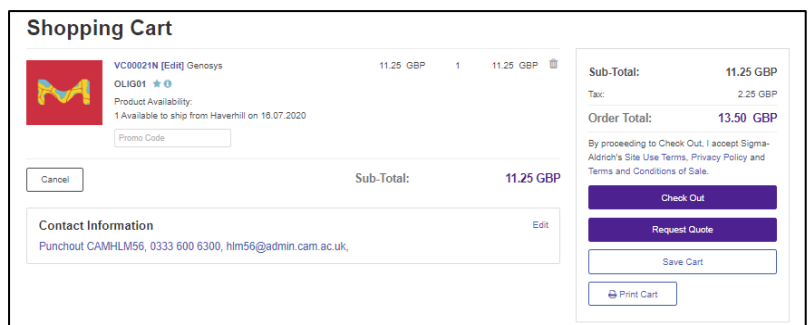 Shopping Cart
VC00021N [Edit] Genosys 11.25 GBP 1 11.25 GBP
OLIG01
Product Availability:
1 Available to ship from Haverhill on 16.07.2020
Promo Code
Cancel
Sub-Total: 11.25 GBP
Contact Information Edit
Punchout CAMHLM56, 0333 600 6300, hlm56@admin.cam.ac.uk,
Sub-Total: 11.25 GBP
Tax: 2.25 GBP
Order Total: 13.50 GBP
By proceeding to Check Out, I accept Sigma-
Aldrich's Site Use Terms, Privacy Policy and
Terms and Conditions of Sale.
Check Out
Request Quote
Save Cart
Print Cart